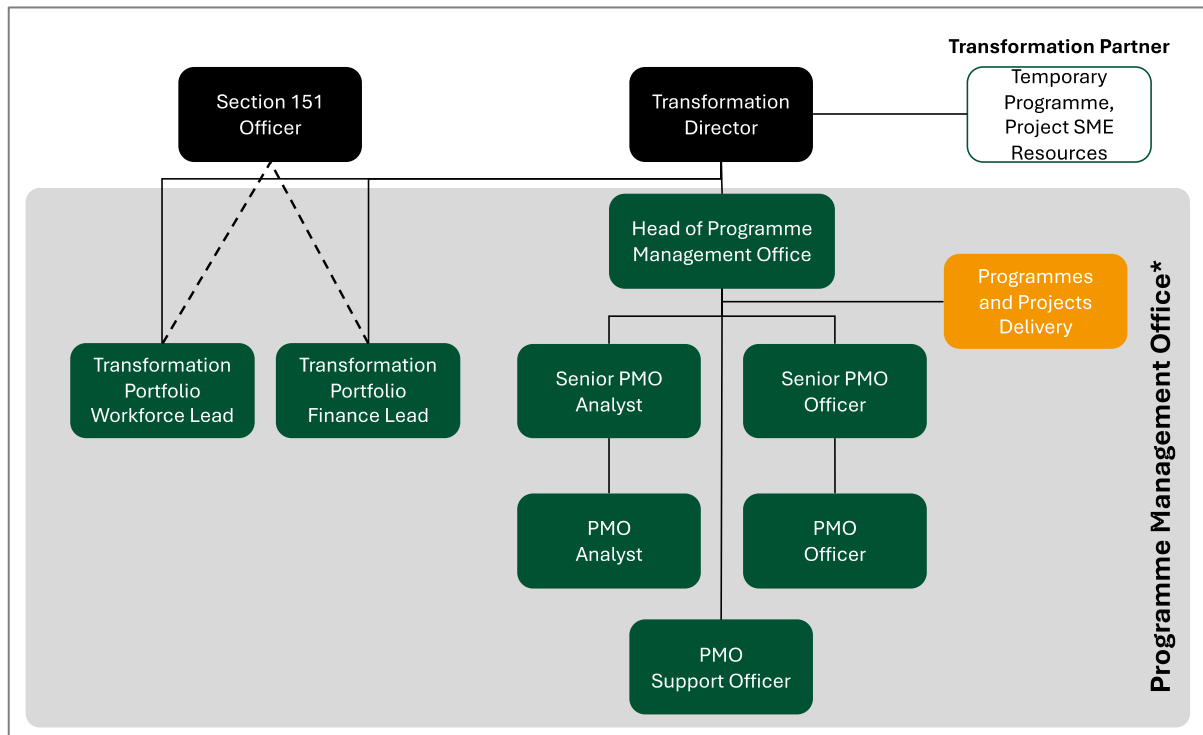 Transformation Partner
Section 151
Officer
Transformation
Director
Temporary
Programme,
Project SME
Resources
Head of Programme
Management Office
Programmes
and Projects
Delivery
Transformation
Portfolio
Workforce Lead
Transformation
Portfolio
Finance Lead
Senior PMO
Analyst
Senior PMO
Officer
PMO
Analyst
PMO
Officer
PMO
Support Officer
Programme Management Office*